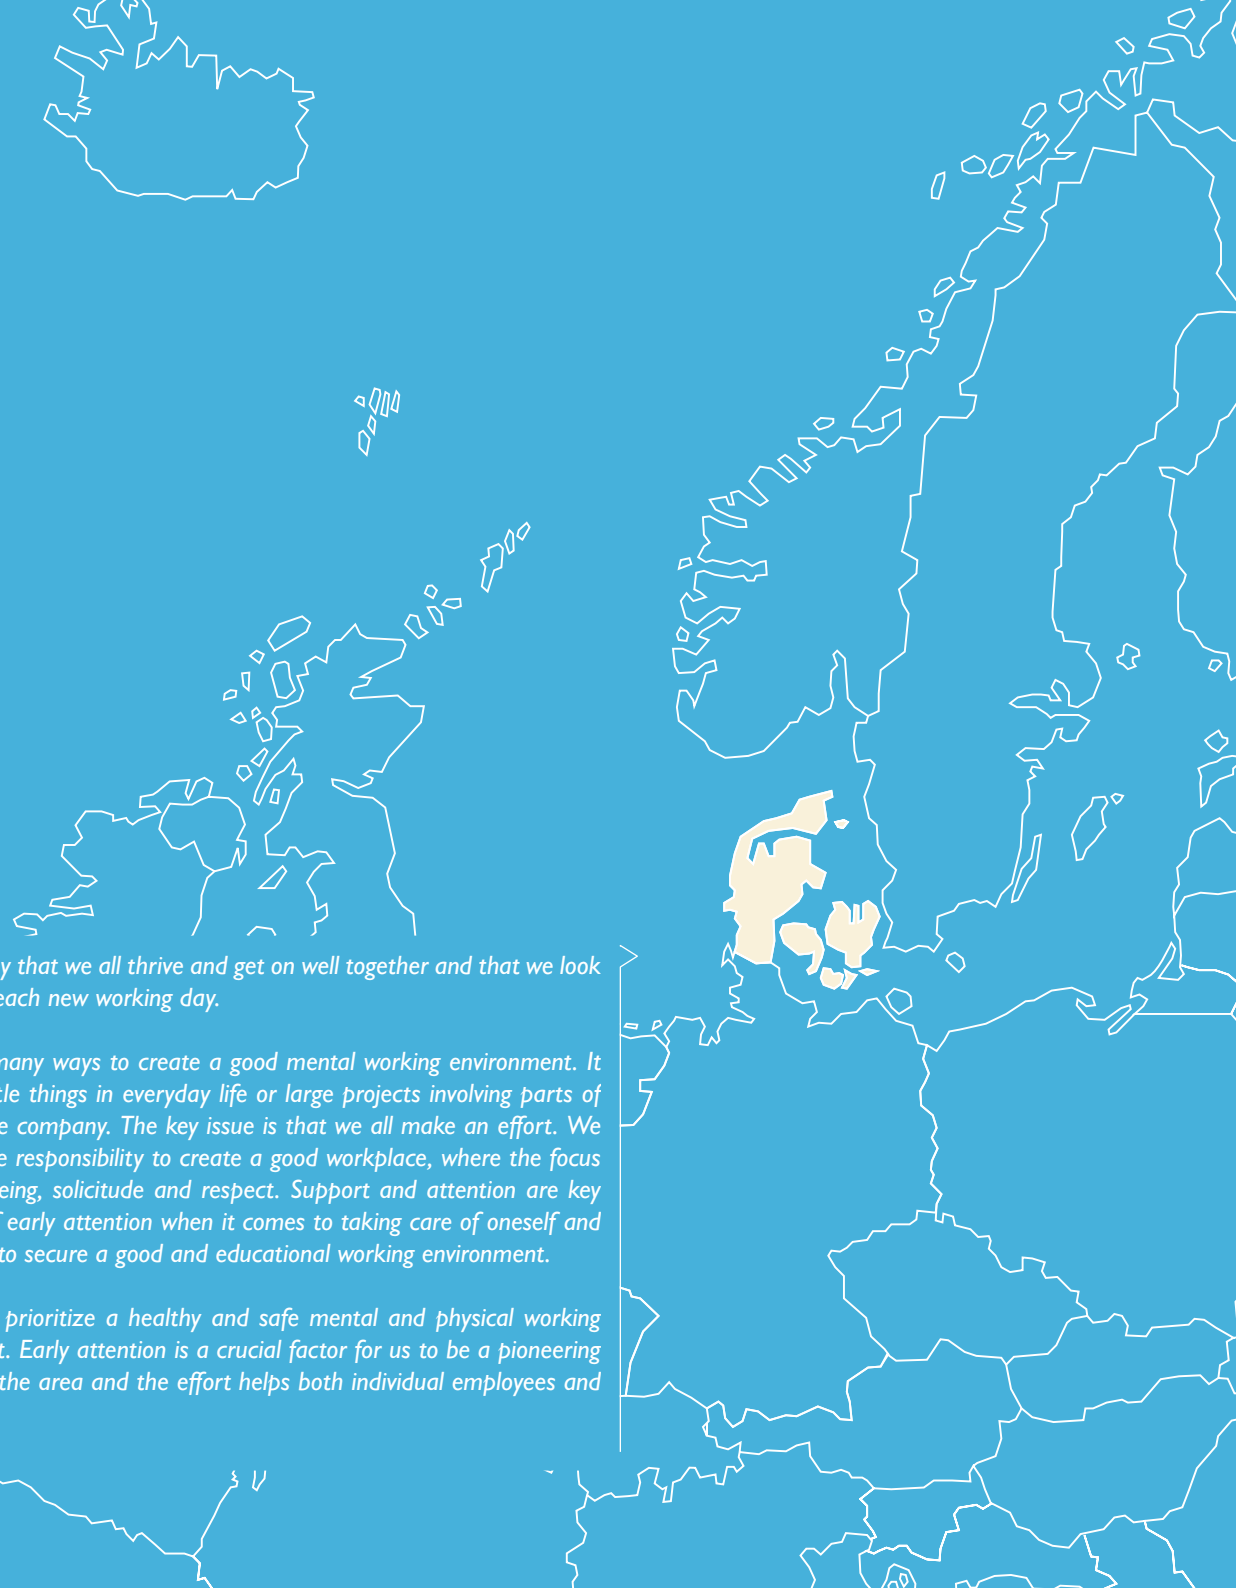 y that we all thrive and get on well together and that we look
each new working day.
many ways to create a good mental working environment. It
tle things in everyday life or large projects involving parts of
e company. The key issue is that we all make an effort. We
e responsibility to create a good workplace, where the focus
eing, solicitude and respect. Support and attention are key
f early attention when it comes to taking care of oneself and
to secure a good and educational working environment.
prioritize a healthy and safe mental and physical working
t. Early attention is a crucial factor for us to be a pioneering
the area and the effort helps both individual employees and